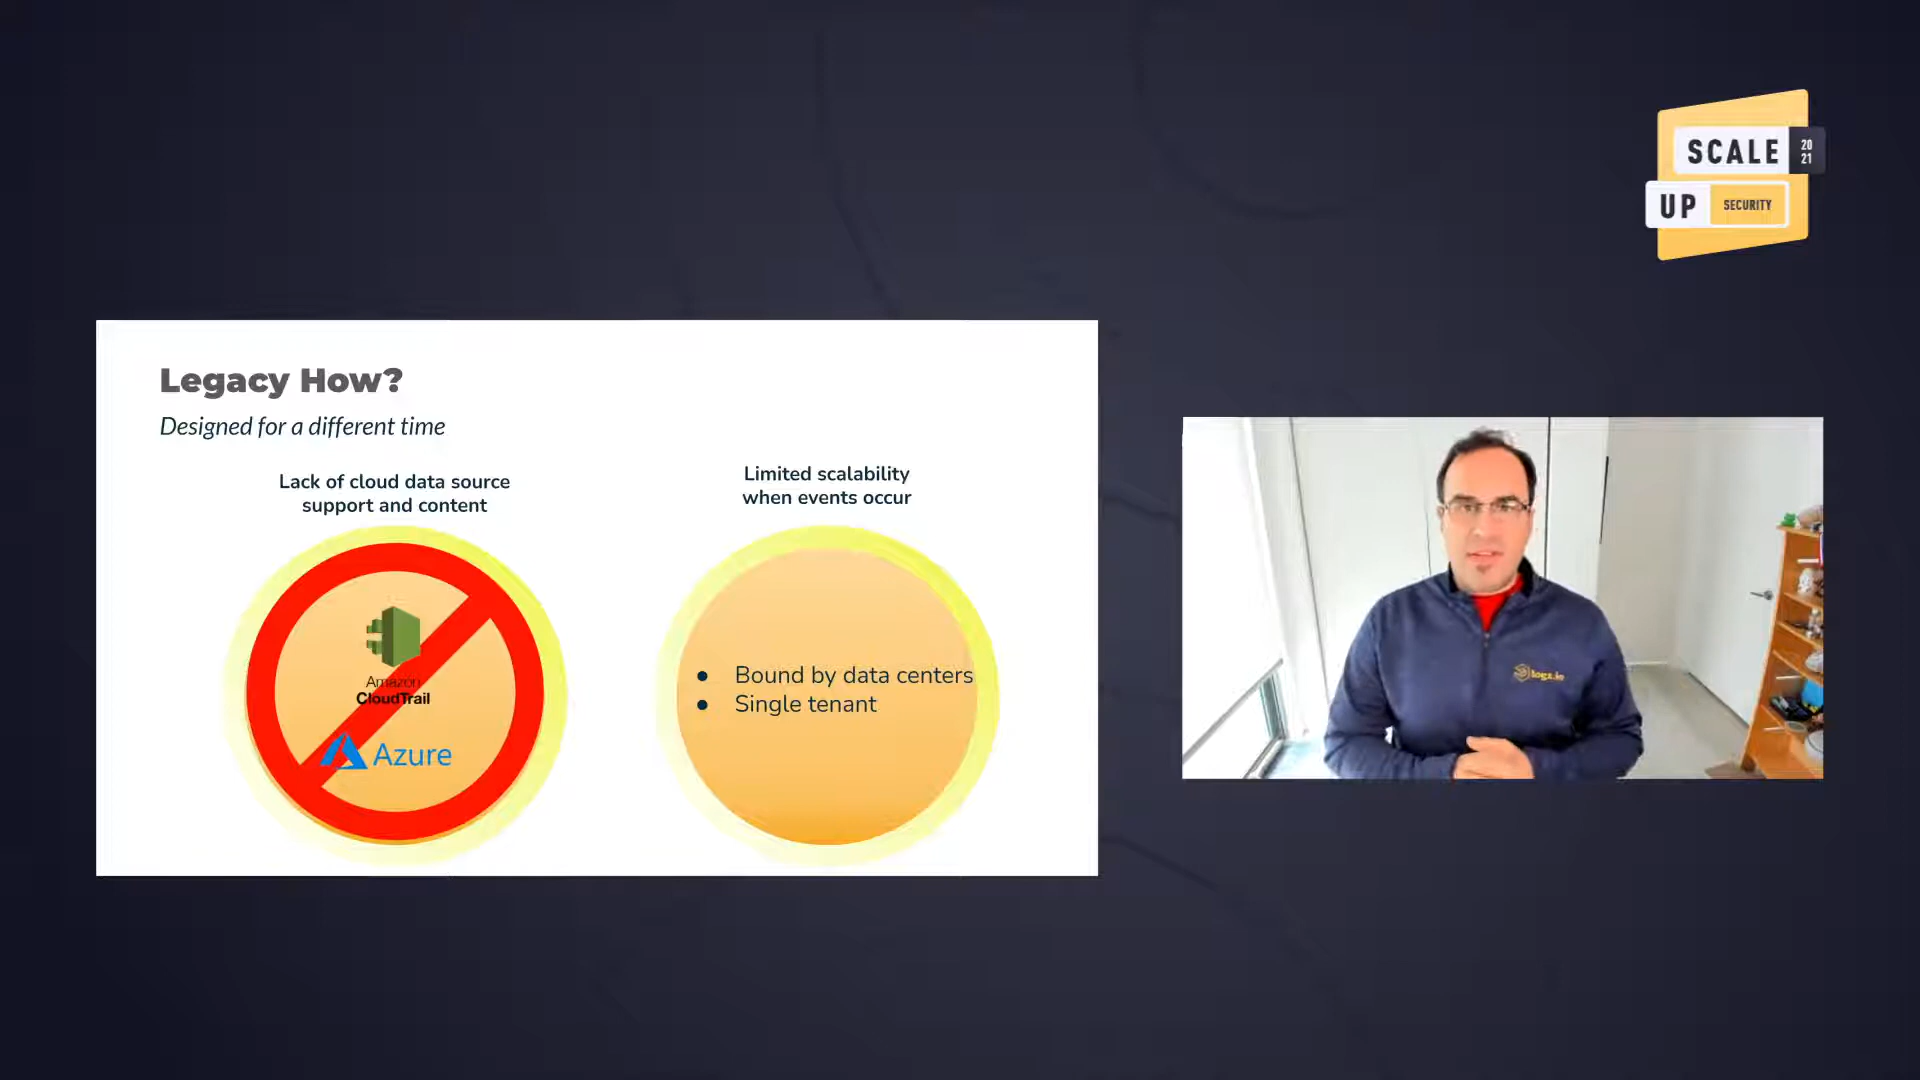 SCALE
20
21
UP
SECURITY
Legacy How?
Designed for a different time
Lack of cloud data source
support and content
Limited scalability
when events occur
Amazon
CloudTrail
Azure
● Bound by data centers
● Single tenant
logz.io